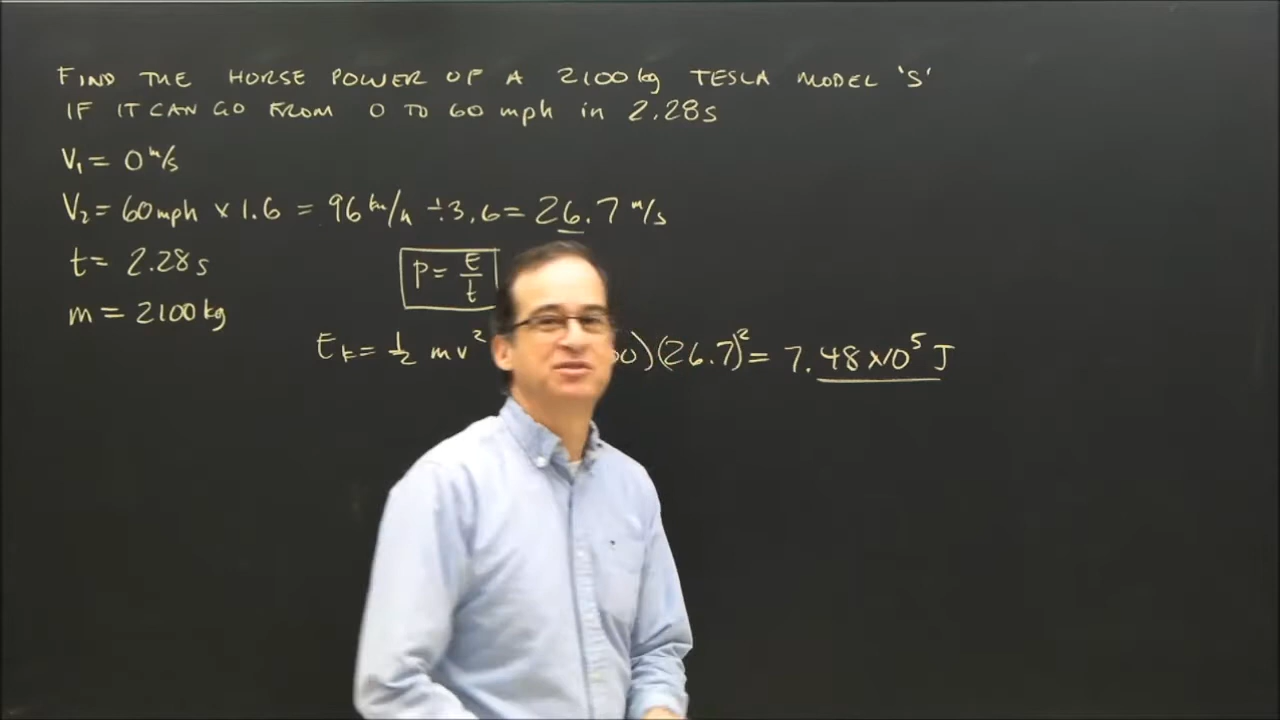 FIND THE HORSE POWER OF A 2100kg TESLA MODEL 'S'
IF IT CAN GO FROM 0 TO 60 mph in 2.28s
V₁ = 0 m/s
V₂ = 60mph × 1.6 = 96 km/h ÷3.6 = 26.7 m/s
t = 2.28s
P = E/t
m = 2100kg
Eₖ = ½ mv² 00)(26.7)² = 7.48×10⁵ J